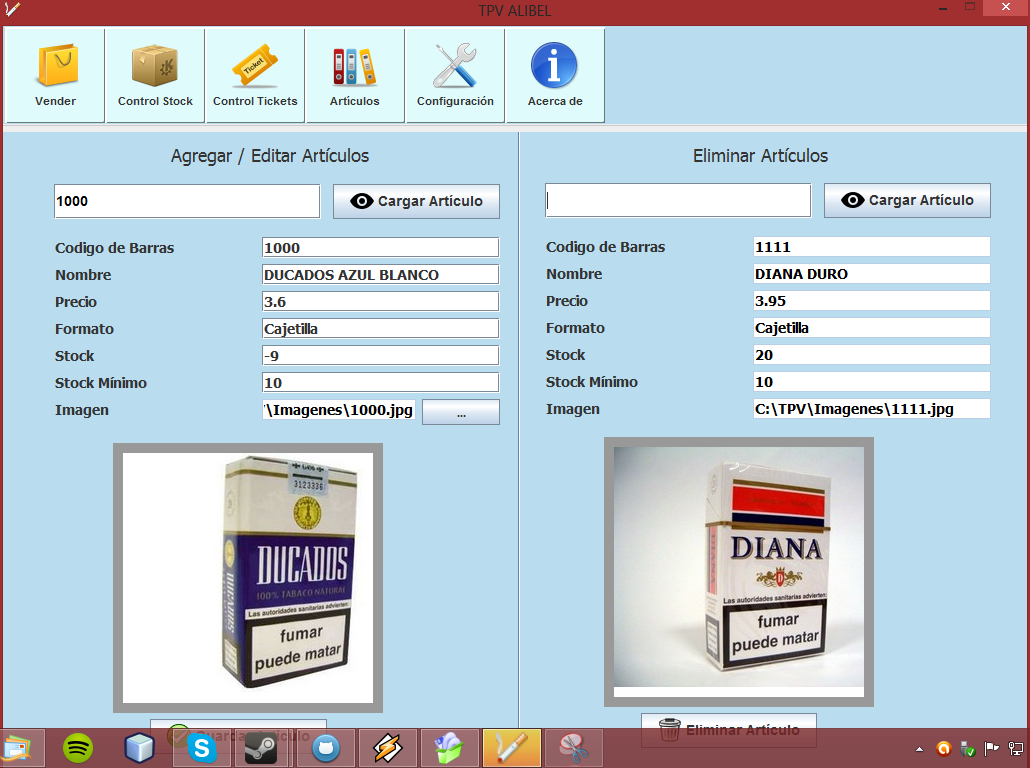 TPV ALIBEL
Ticket
Vender
Control Stock
Control Tickets
Artículos
Configuración
Acerca de
Agregar / Editar Artículos
1000
Cargar Artículo
Codigo de Barras 1000
Nombre DUCADOS AZUL BLANCO
Precio 3.6
Formato Cajetilla
Stock -9
Stock Mínimo 10
Imagen \Imagenes\1000.jpg ...
3123336
DUCADOS
100% TABACO NATURAL
Las autoridades sanitarias advierten:
fumar
puede matar
DUCADOS
Guardar Artículo
Eliminar Artículos
Cargar Artículo
Codigo de Barras 1111
Nombre DIANA DURO
Precio 3.95
Formato Cajetilla
Stock 20
Stock Mínimo 10
Imagen C:\TPV\Imagenes\1111.jpg
DIANA
DIANA
Las autoridades sanitarias advierten:
fumar
puede matar
Eliminar Artículo